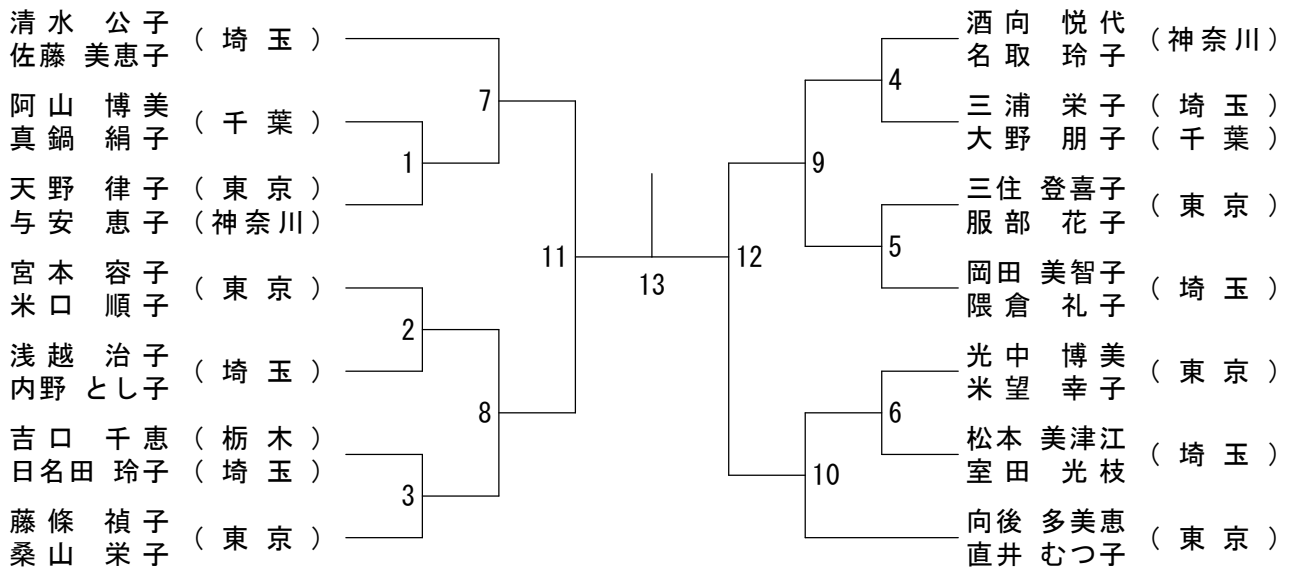 清水 公子
佐藤 美恵子
(埼玉)
阿山 博美
真鍋 絹子
(千葉)
天野 律子 (東京)
与安 恵子 (神奈川)
宮本 容子
米口 順子
(東京)
浅越 治子
内野 とし子
(埼玉)
吉口 千恵 (栃木)
日名田 玲子 (埼玉)
藤條 禎子
桑山 栄子
(東京)
7
1
2
8
3
11
13
12
9
4
5
6
10
酒向 悦代
名取 玲子
(神奈川)
三浦 栄子 (埼玉)
大野 朋子 (千葉)
三住 登喜子
服部 花子
(東京)
岡田 美智子
隈倉 礼子
(埼玉)
光中 博美
米望 幸子
(東京)
松本 美津江
室田 光枝
(埼玉)
向後 多美恵
直井 むつ子
(東京)